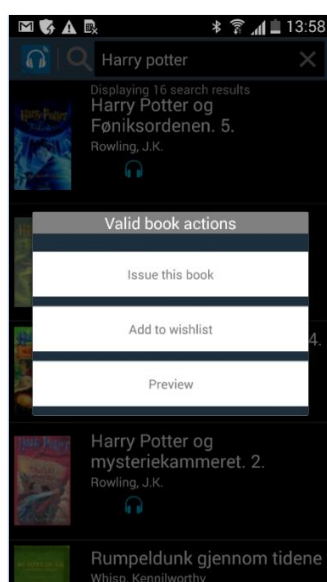 13:58
Harry potter
Displaying 16 search results
Harry Potter og
Føniksordenen. 5.
Rowling, J.K.
Valid book actions
Issue this book
Add to wishlist
4.
Preview
Harry Potter og
mysteriekammeret. 2.
Rowling, J.K.
Rumpeldunk gjennom tidene
Whisp, Kennilworthy